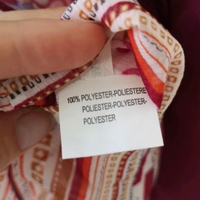 100% POLYESTER-POLIESTERE
POLIESTER-POLYESTER-
POLYESTER